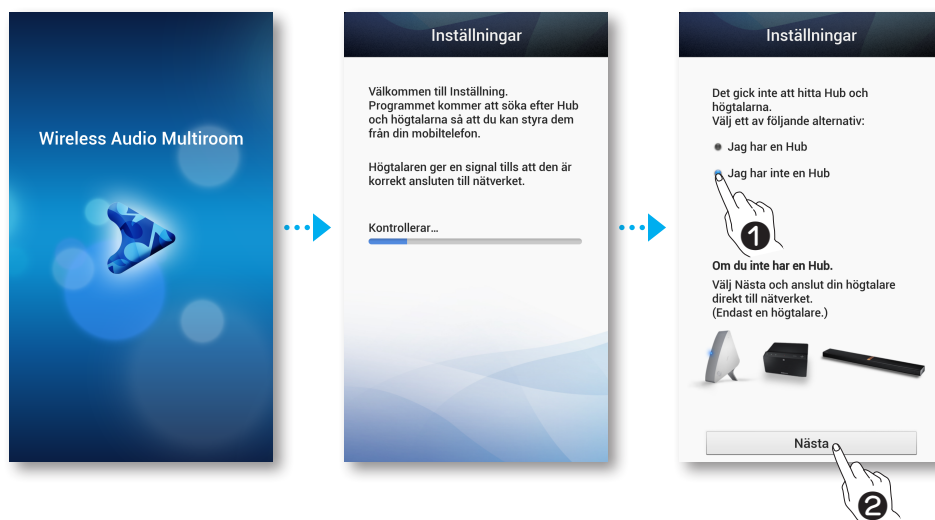 Wireless Audio Multiroom
Inställningar
Välkommen till Inställning.
Programmet kommer att söka efter Hub
och högtalarna så att du kan styra dem
från din mobiltelefon.
Högtalaren ger en signal tills att den är
korrekt ansluten till nätverket.
Kontrollerar...
Inställningar
Det gick inte att hitta Hub och
högtalarna.
Välj ett av följande alternativ:
Jag har en Hub
Jag har inte en Hub
1
Om du inte har en Hub.
Välj Nästa och anslut din högtalare
direkt till nätverket.
(Endast en högtalare.)
Nästa
2